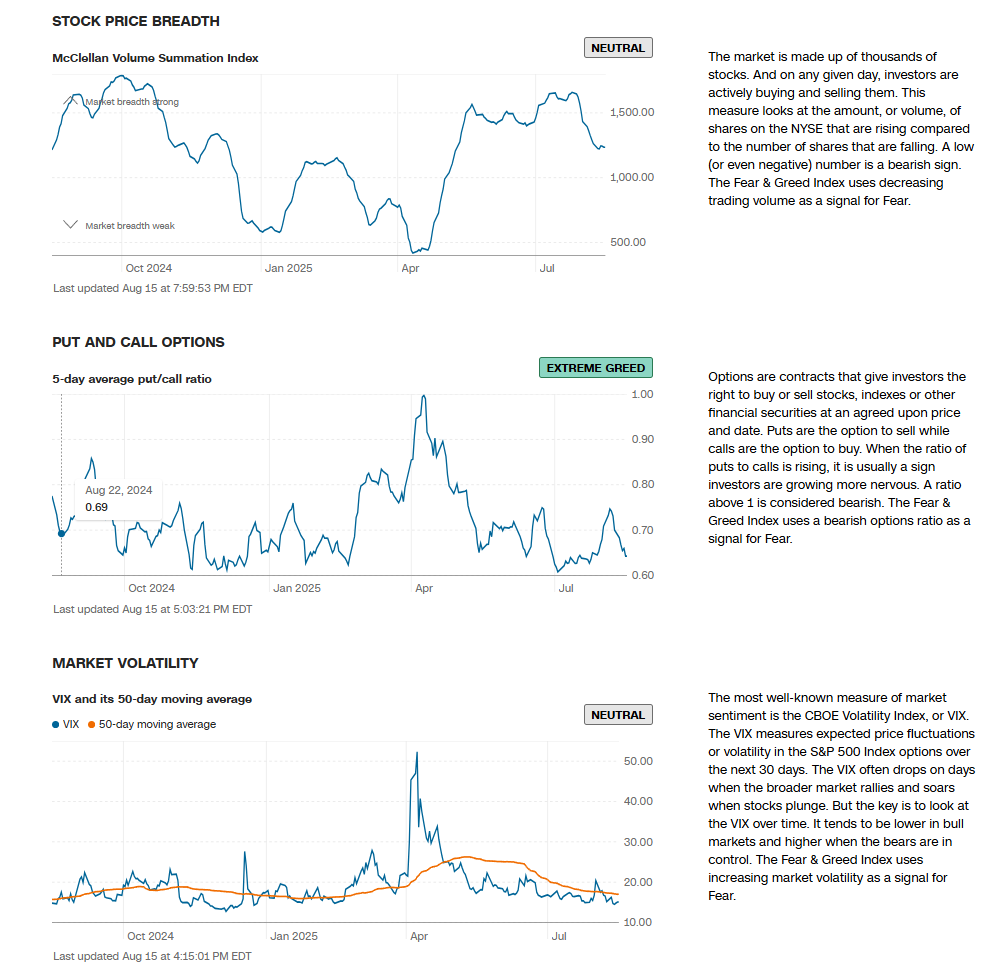 STOCK PRICE BREADTH
McClellan Volume Summation Index
NEUTRAL
Market breadth strong
1,500.00
1,000.00
Market breadth weak
500.00
Oct 2024
Jan 2025
Apr
Jul
Last updated Aug 15 at 7:59:53 PM EDT
The market is made up of thousands of
stocks. And on any given day, investors are
actively buying and selling them. This
measure looks at the amount, or volume, of
shares on the NYSE that are rising compared
to the number of shares that are falling. A low
(or even negative) number is a bearish sign.
The Fear & Greed Index uses decreasing
trading volume as a signal for Fear.
PUT AND CALL OPTIONS
5-day average put/call ratio
EXTREME GREED
1.00
0.90
0.80
0.70
0.60
Aug 22, 2024
0.69
Oct 2024
Jan 2025
Apr
Jul
Last updated Aug 15 at 5:03:21 PM EDT
Options are contracts that give investors the
right to buy or sell stocks, indexes or other
financial securities at an agreed upon price
and date. Puts are the option to sell while
calls are the option to buy. When the ratio of
puts to calls is rising, it is usually a sign
investors are growing more nervous. A ratio
above 1 is considered bearish. The Fear &
Greed Index uses a bearish options ratio as a
signal for Fear.
MARKET VOLATILITY
VIX and its 50-day moving average
VIX
50-day moving average
NEUTRAL
50.00
40.00
30.00
20.00
10.00
Oct 2024
Jan 2025
Apr
Jul
Last updated Aug 15 at 4:15:01 PM EDT
The most well-known measure of market
sentiment is the CBOE Volatility Index, or VIX.
The VIX measures expected price fluctuations
or volatility in the S&P 500 Index options over
the next 30 days. The VIX often drops on days
when the broader market rallies and soars
when stocks plunge. But the key is to look at
the VIX over time. It tends to be lower in bull
markets and higher when the bears are in
control. The Fear & Greed Index uses
increasing market volatility as a signal for
Fear.